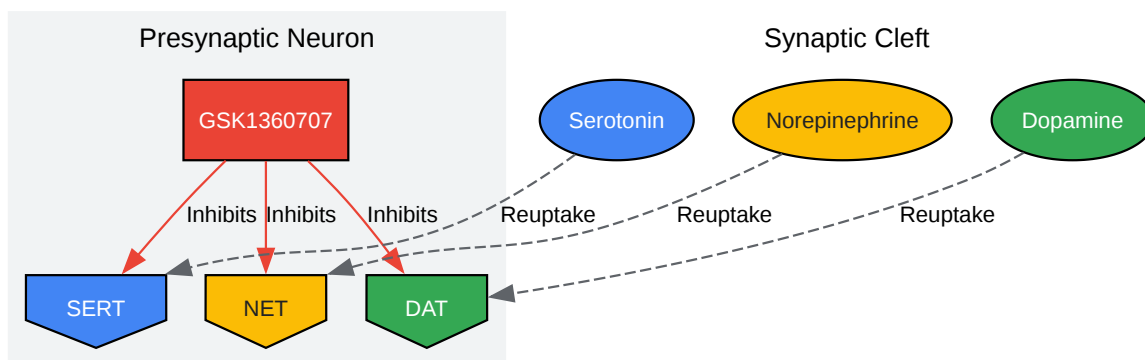 Presynaptic Neuron
Synaptic Cleft
GSK1360707
Serotonin
Norepinephrine
Dopamine
Inhibits
Inhibits
Inhibits
Reuptake
Reuptake
Reuptake
SERT
NET
DAT